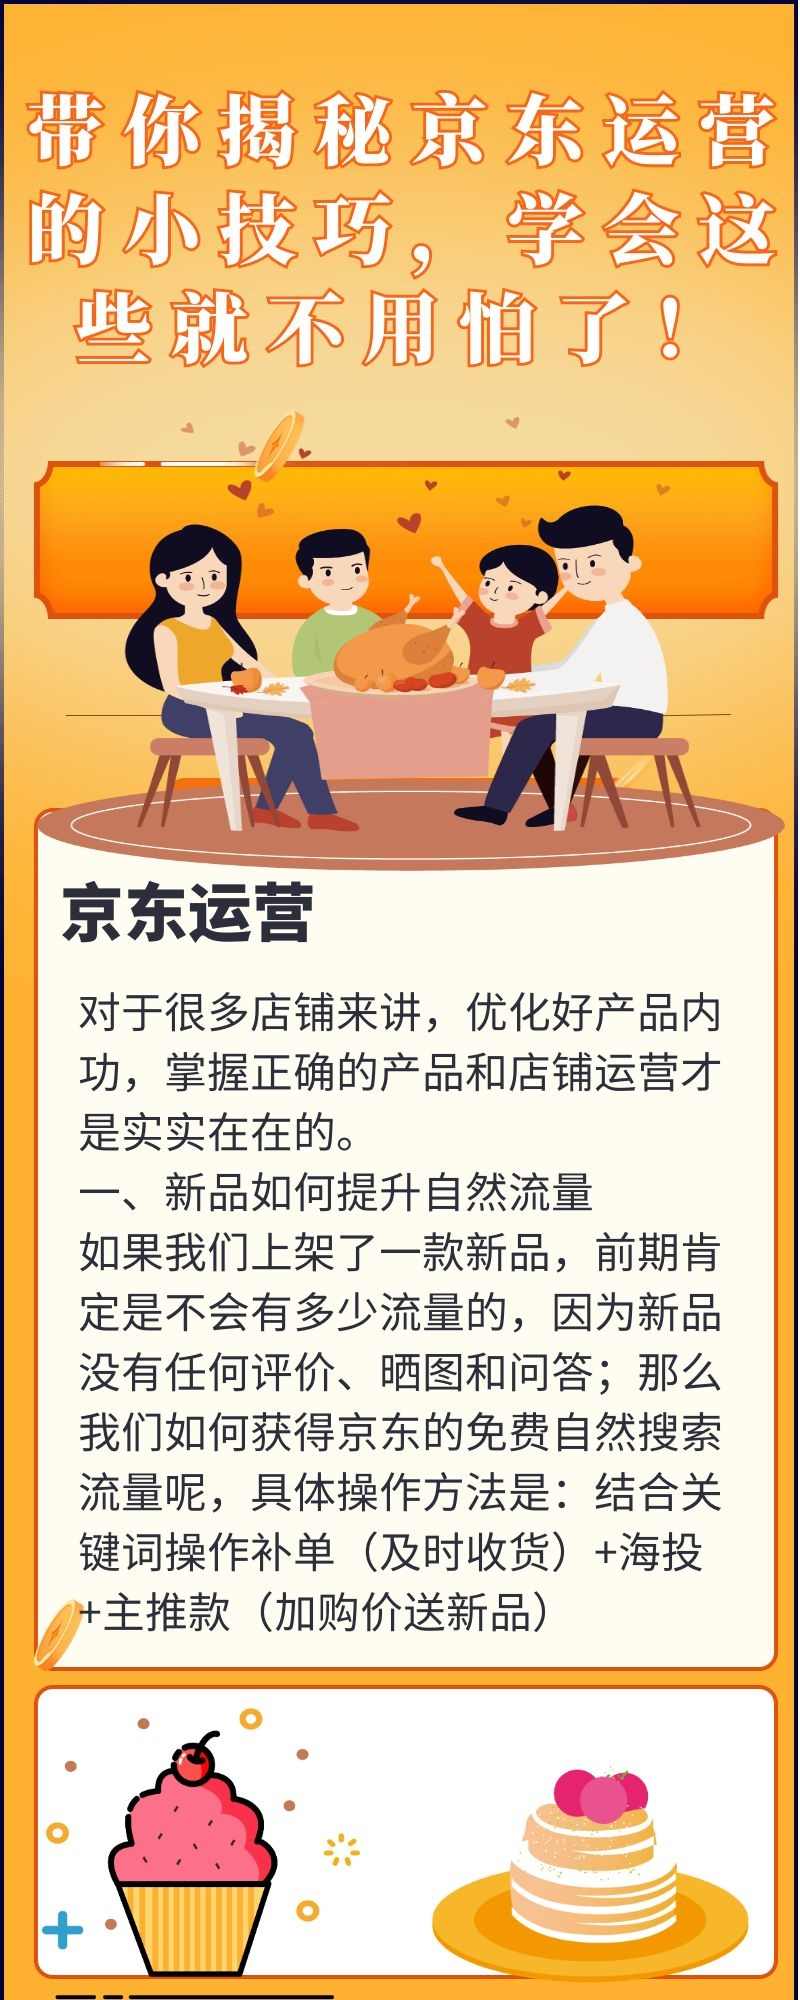 带你揭秘京东运营
的小技巧，学会这
些就不用怕了！
京东运营
对于很多店铺来讲，优化好产品内
功，掌握正确的产品和店铺运营才
是实实在在的。
一、新品如何提升自然流量
如果我们上架了一款新品，前期肯
定是不会有多少流量的，因为新品
没有任何评价、晒图和问答；那么
我们如何获得京东的免费自然搜索
流量呢，具体操作方法是：结合关
键词操作补单（及时收货）+海投
+主推款（加购价送新品）